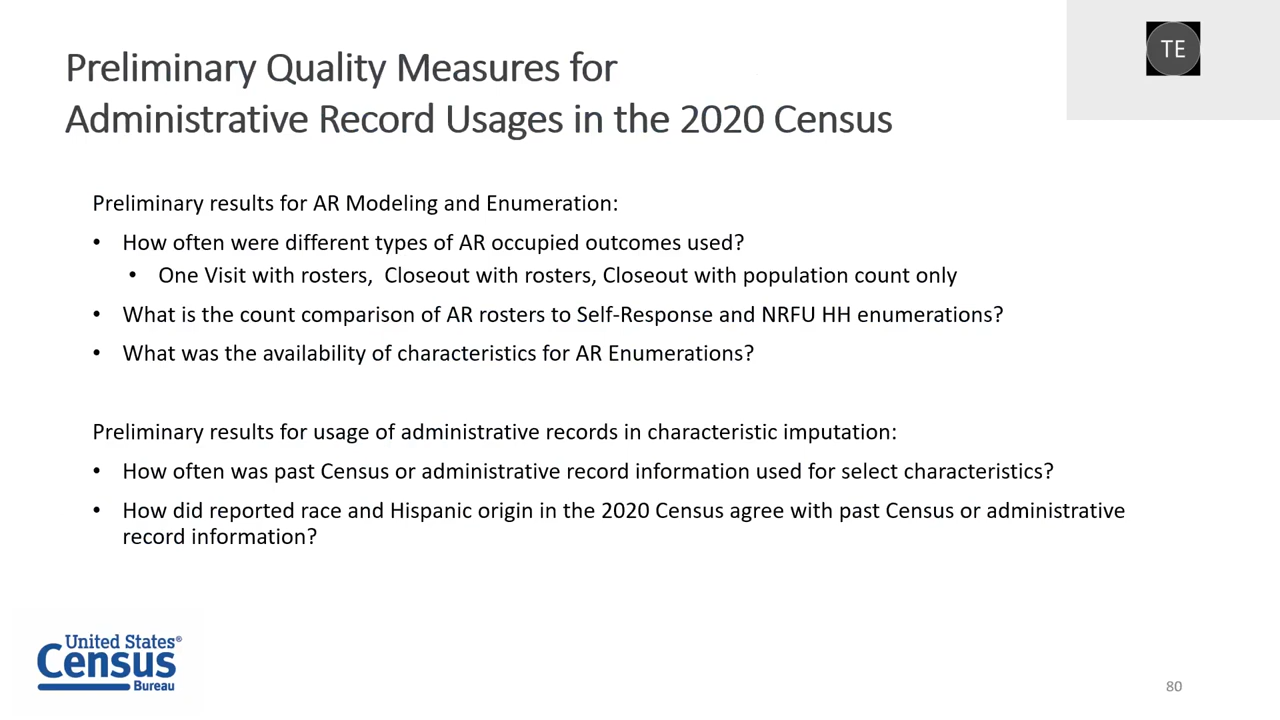 TE
Preliminary Quality Measures for
Administrative Record Usages in the 2020 Census
Preliminary results for AR Modeling and Enumeration:
• How often were different types of AR occupied outcomes used?
• One Visit with rosters,  Closeout with rosters, Closeout with population count only
• What is the count comparison of AR rosters to Self-Response and NRFU HH enumerations?
• What was the availability of characteristics for AR Enumerations?
Preliminary results for usage of administrative records in characteristic imputation:
• How often was past Census or administrative record information used for select characteristics?
• How did reported race and Hispanic origin in the 2020 Census agree with past Census or administrative
record information?
United States®
Census
Bureau
80